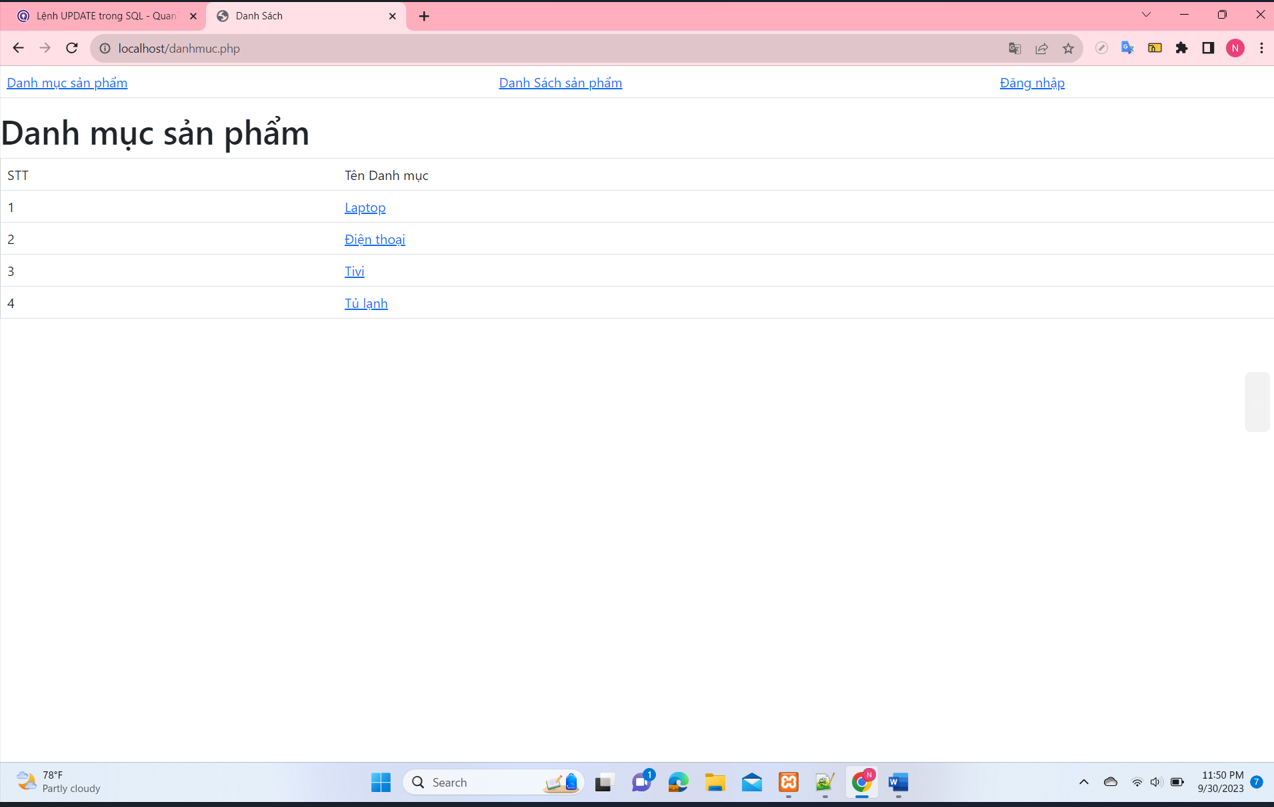 Lệnh UPDATE trong SQL - Quan
Danh Sách
localhost/danhmuc.php
N
Danh mục sản phẩm
Danh Sách sản phẩm
Đăng nhập
Danh mục sản phẩm
STT
Tên Danh mục
1
Laptop
2
Điện thoại
3
Tivi
4
Tủ lạnh
78°F
Partly cloudy
Search
1
N
W
11:50 PM
9/30/2023
7